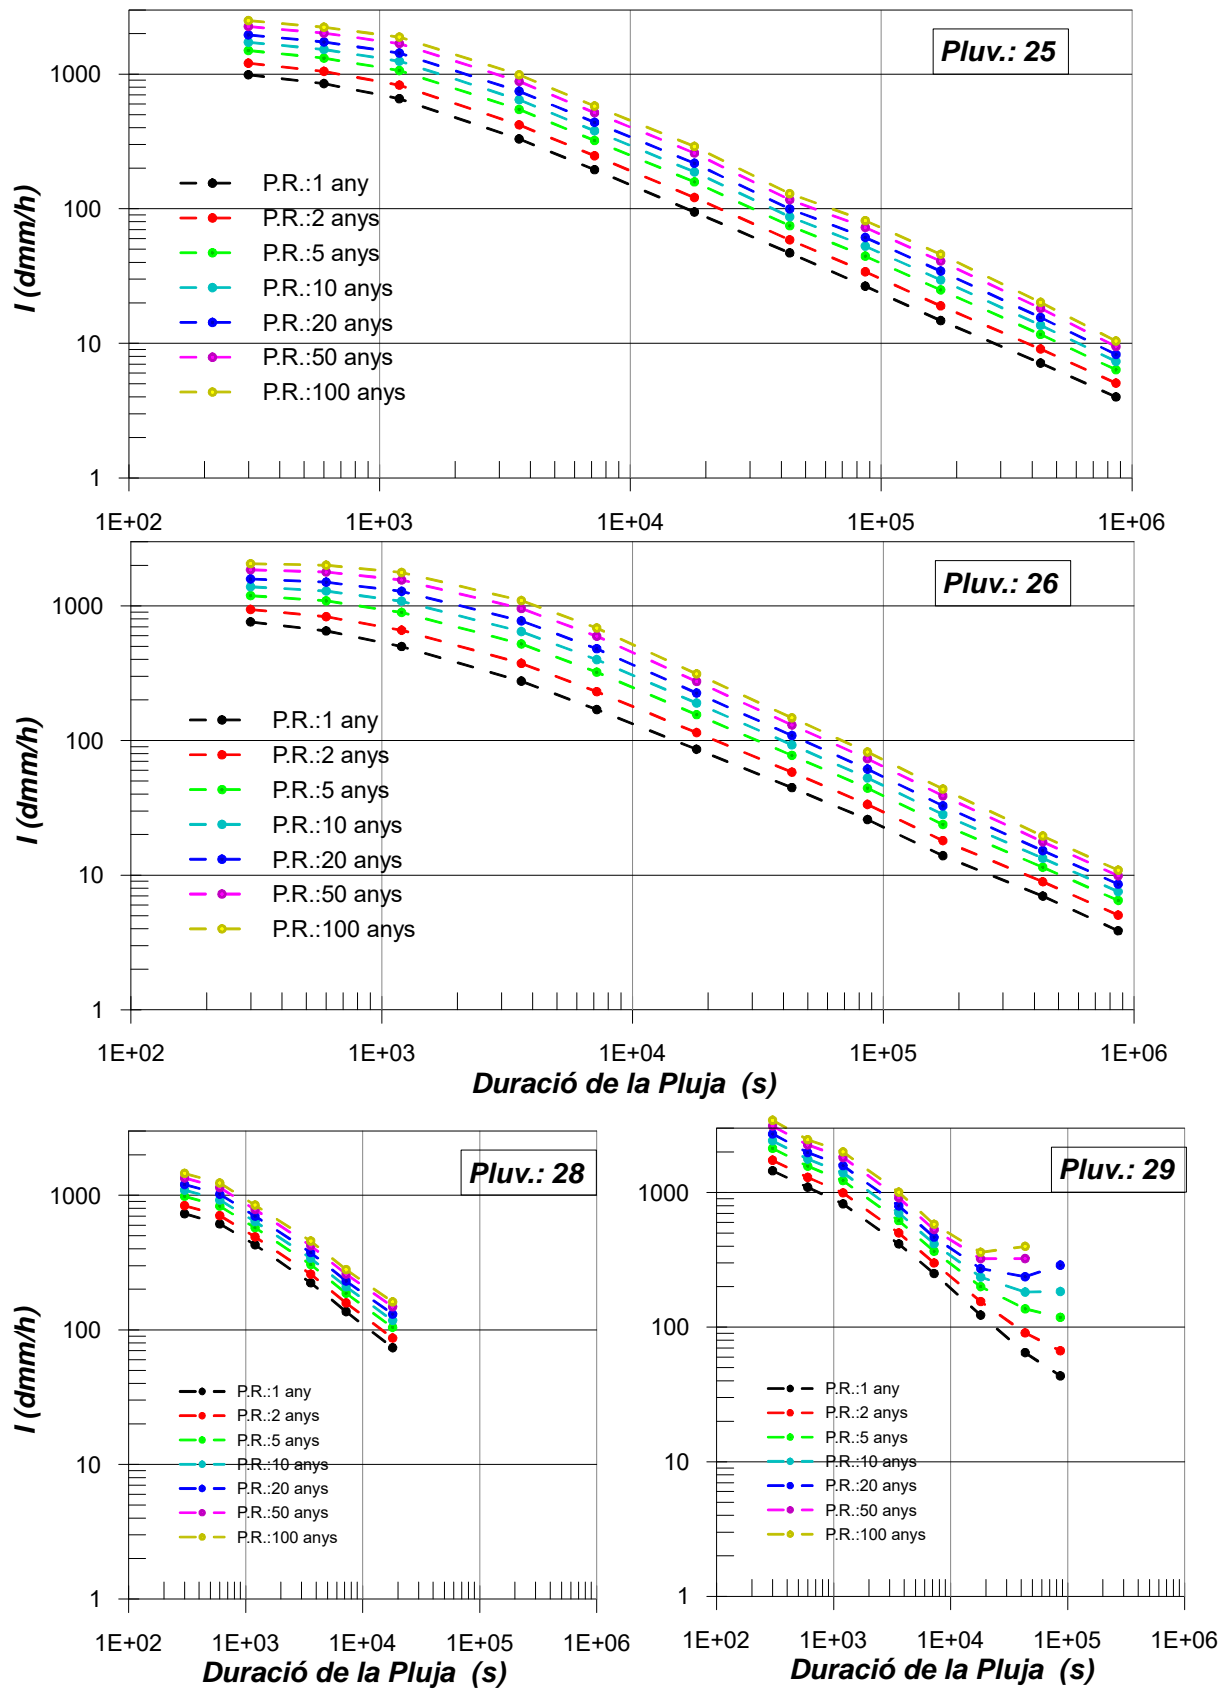 Pluv.: 25
I (dmm/h)
1000
100
10
1
P.R.:1 any
P.R.:2 anys
P.R.:5 anys
P.R.:10 anys
P.R.:20 anys
P.R.:50 anys
P.R.:100 anys
1E+02 1E+03 1E+04 1E+05 1E+06
Pluv.: 26
I (dmm/h)
1000
100
10
1
P.R.:1 any
P.R.:2 anys
P.R.:5 anys
P.R.:10 anys
P.R.:20 anys
P.R.:50 anys
P.R.:100 anys
1E+02 1E+03 1E+04 1E+05 1E+06
Duració de la Pluja (s)
Pluv.: 28
I (dmm/h)
1000
100
10
1
P.R.:1 any
P.R.:2 anys
P.R.:5 anys
P.R.:10 anys
P.R.:20 anys
P.R.:50 anys
P.R.:100 anys
1E+02 1E+03 1E+04 1E+05 1E+06
Duració de la Pluja (s)
Pluv.: 29
1000
100
10
1
P.R.:1 any
P.R.:2 anys
P.R.:5 anys
P.R.:10 anys
P.R.:20 anys
P.R.:50 anys
P.R.:100 anys
1E+02 1E+03 1E+04 1E+05 1E+06
Duració de la Pluja (s)